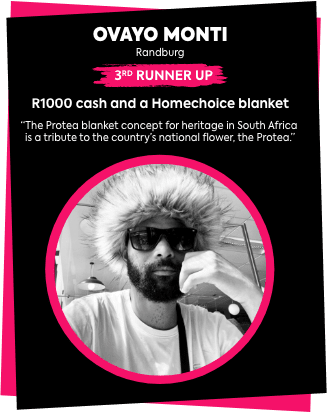 OVAYO MONTI
Randburg
3RD RUNNER UP
R1000 cash and a Homechoice blanket
“The Protea blanket concept for heritage in South Africa
is a tribute to the country’s national flower, the Protea.”